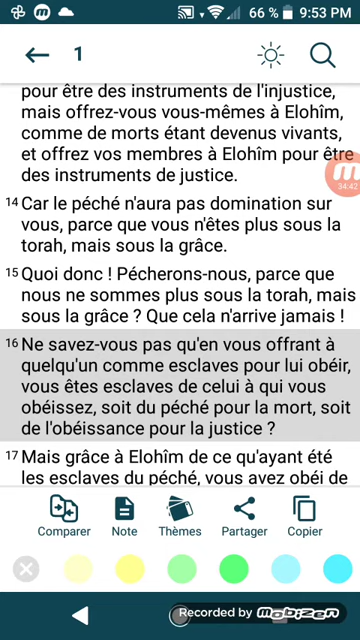 66 % 9:53 PM
1
pour être des instruments de l'injustice,
mais offrez-vous vous-mêmes à Elohîm,
comme de morts étant devenus vivants,
et offrez vos membres à Elohîm pour être
des instruments de justice.
34:42
14 Car le péché n'aura pas domination sur
vous, parce que vous n'êtes plus sous la
torah, mais sous la grâce.
15 Quoi donc ! Pécherons-nous, parce que
nous ne sommes plus sous la torah, mais
sous la grâce ? Que cela n'arrive jamais !
16 Ne savez-vous pas qu'en vous offrant à
quelqu'un comme esclaves pour lui obéir,
vous êtes esclaves de celui à qui vous
obéissez, soit du péché pour la mort, soit
de l'obéissance pour la justice ?
17 Mais grâce à Elohîm de ce qu'ayant été
les esclaves du péché, vous avez obéi de
Comparer Note Thèmes Partager Copier
Recorded by mobizen